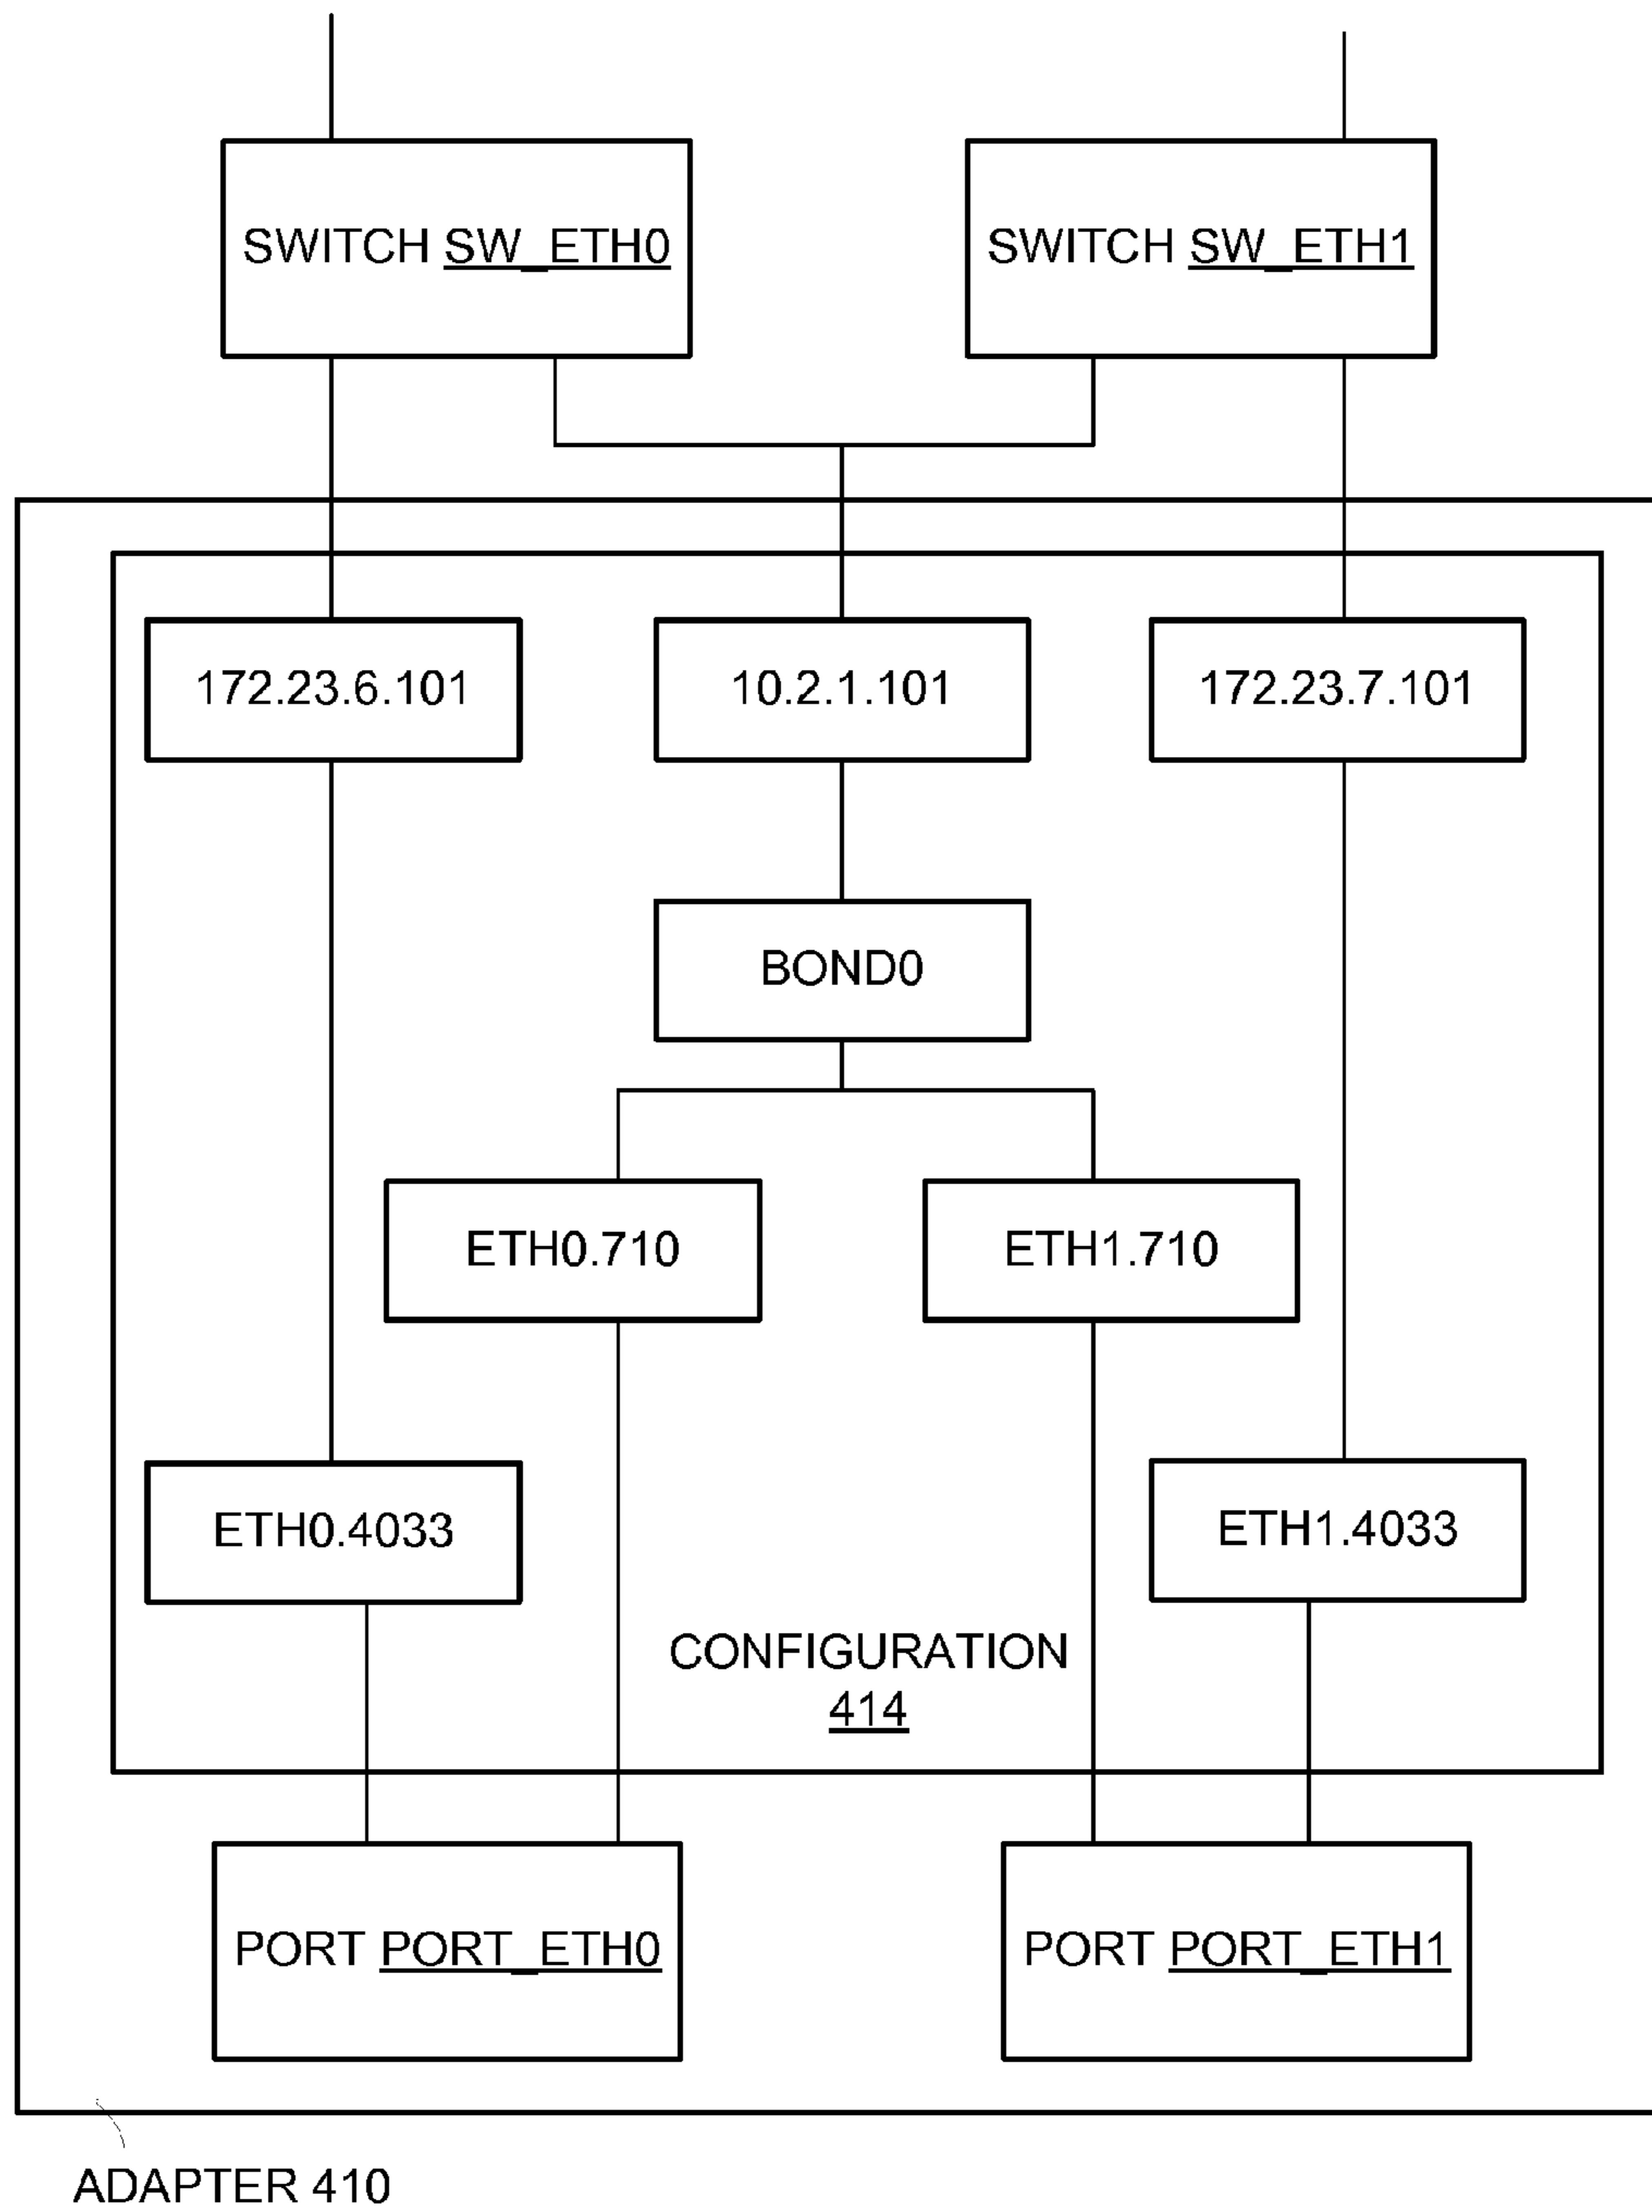 SWITCH SW_ETH0
SWITCH SW_ETH1
172.23.6.101
10.2.1.101
172.23.7.101
BOND0
ETH0.710
ETH1.710
ETH0.4033
ETH1.4033
CONFIGURATION
414
PORT PORT_ETH0
PORT PORT_ETH1
ADAPTER 410